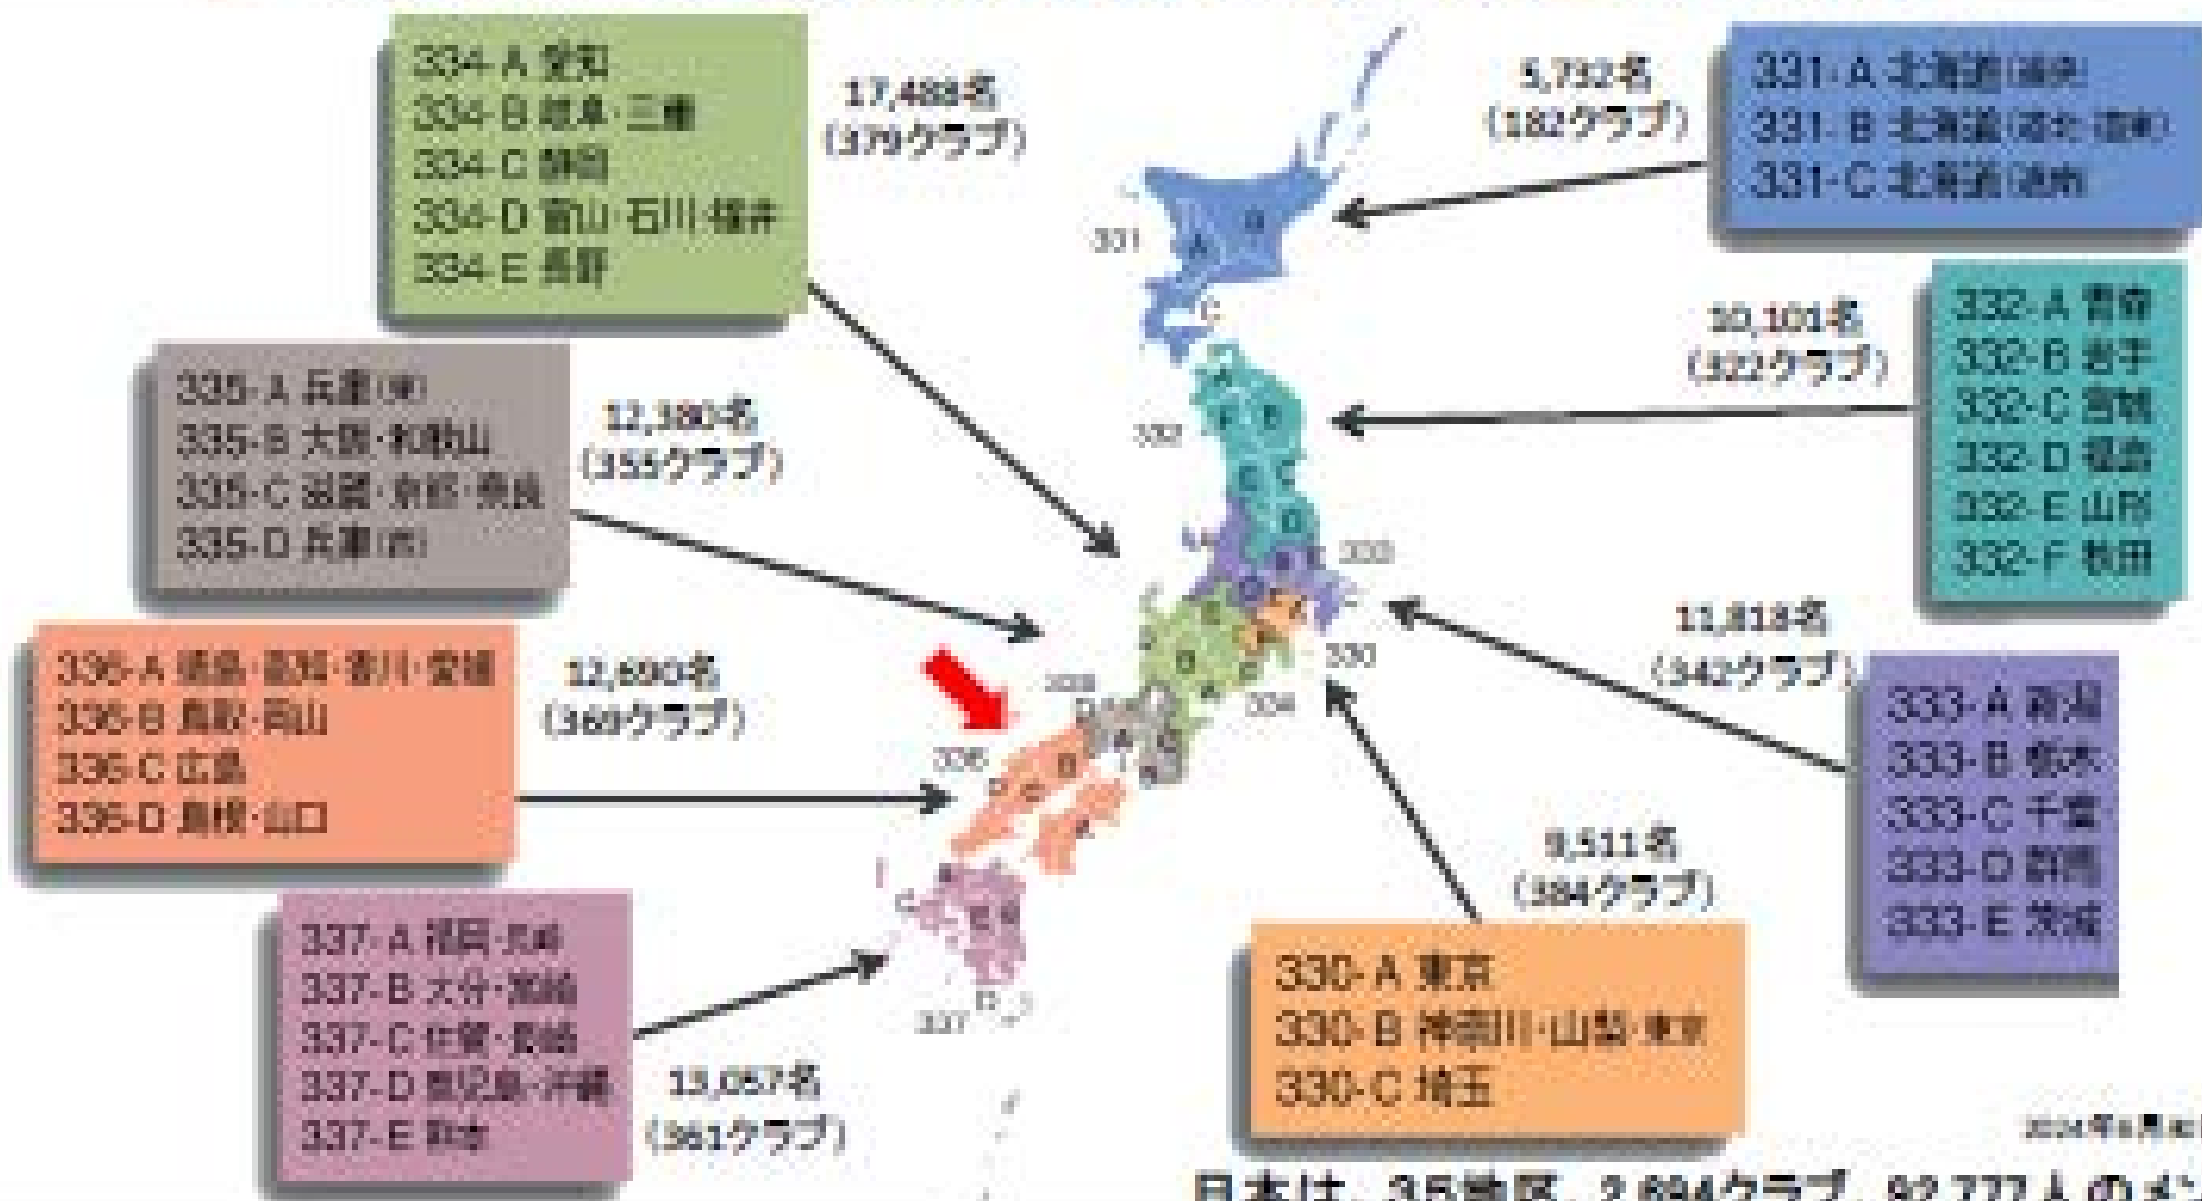 334-A 愛知
334-B 岐阜・三重
334-C 静岡
334-D 富山・石川・福井
334-E 長野
17,488名
(379クラブ)
5,732名
(182クラブ)
331-A 北海道
331-B 北海道
331-C 北海道
331
C
335-A 兵庫(東)
335-B 大阪・和歌山
335-C 滋賀・京都・奈良
335-D 兵庫(西)
12,380名
(355クラブ)
10,101名
(322クラブ)
332-A 青森
332-B 岩手
332-C 宮城
332-D 福島
332-E 山形
332-F 秋田
332
333
336-A 徳島・高知・香川・愛媛
336-B 鳥取・岡山
336-C 広島
336-D 島根・山口
12,690名
(369クラブ)
11,818名
(342クラブ)
330
334
335
336
333-A 新潟
333-B 栃木
333-C 千葉
333-D 群馬
333-E 茨城
9,511名
(384クラブ)
337-A 福岡
337-B 大分・宮崎
337-C 佐賀・長崎
337-D 鹿児島・沖縄
337-E 熊本
13,057名
(361クラブ)
337
D
330-A 東京
330-B 神奈川・山梨・東京
330-C 埼玉
日本は、35地区、2,694クラブ、92,777人の